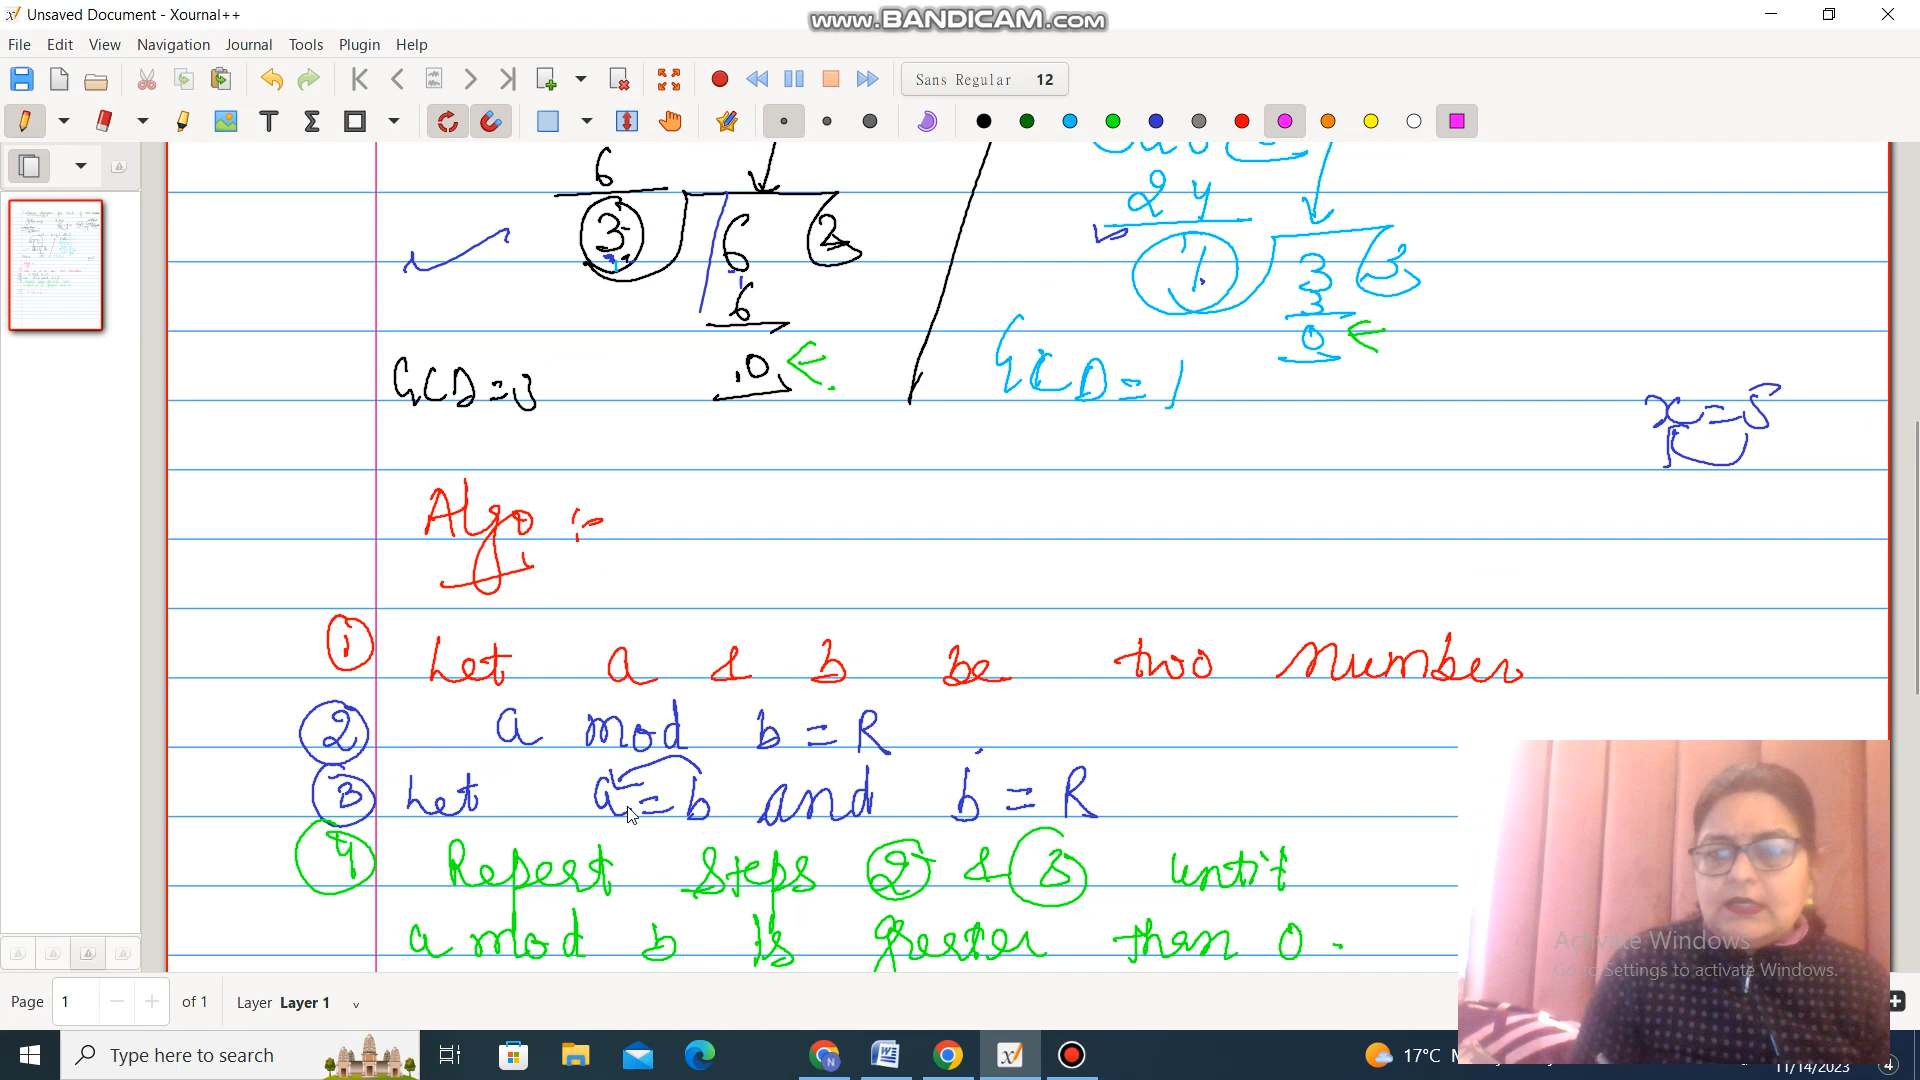 Unsaved Document - Xournal++
WWW.BANDICAM.COM
File Edit View Navigation Journal Tools Plugin Help
Sans Regular 12
6
3 6 2
6
0
GCD=3
24
1 3 3
3
0
GCD=1
x=5
Algo :-
1 Let a & b be two number
2 a mod b = R
3 Let a = b and b = R
4 Repeat Steps 2 & 3 until
a mod b is greater than 0.
Activate Windows
Go to Settings to activate Windows.
Page 1 of 1 Layer Layer 1
Type here to search
17°C
11/14/2023
4